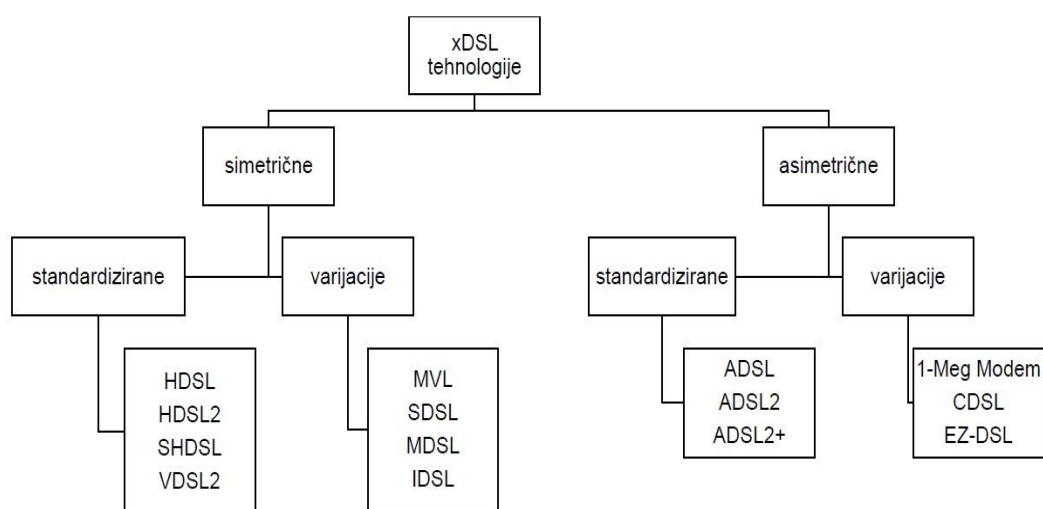 xDSL
tehnologije
simetrične
asimetrične
standardizirane
varijacije
standardizirane
varijacije
HDSL
HDSL2
SHDSL
VDSL2
MVL
SDSL
MDSL
IDSL
ADSL
ADSL2
ADSL2+
1-Meg Modem
CDSL
EZ-DSL